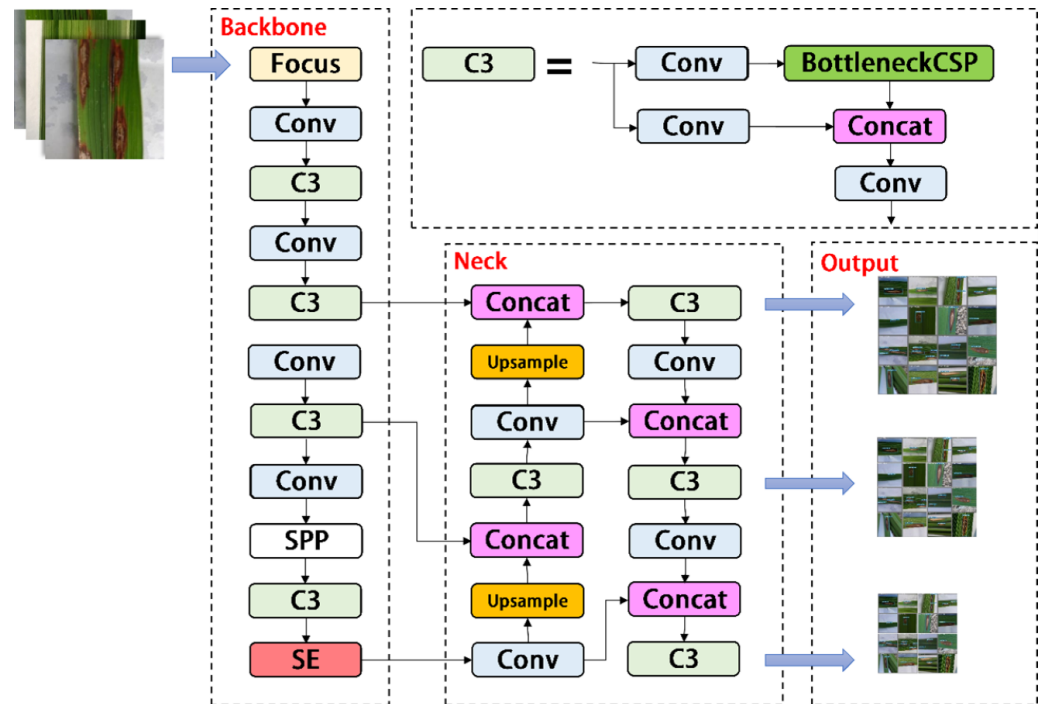 Backbone
Focus
Conv
C3
Conv
C3
Conv
C3
Conv
SPP
C3
SE
C3 =
Conv
BottleneckCSP
Conv
Concat
Conv
Neck
Concat
Upsample
Conv
C3
Concat
Upsample
Conv
C3
Conv
Concat
C3
Conv
Concat
C3
Output